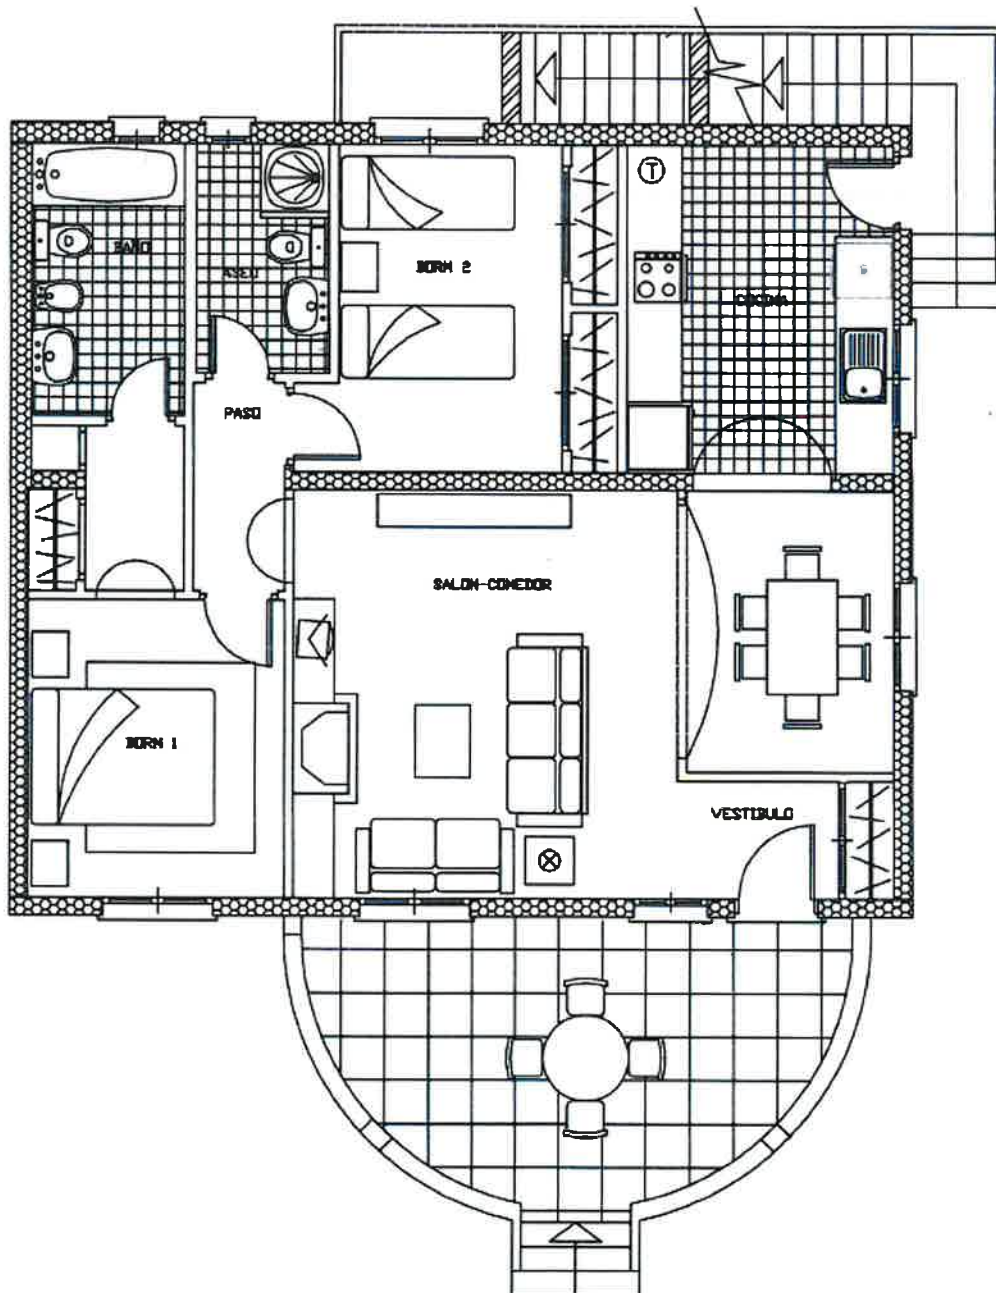 T
BAÑO
ASEO
DORM 2
COCINA
PASO
SALON-COMEDOR
DORM 1
VESTIBULO